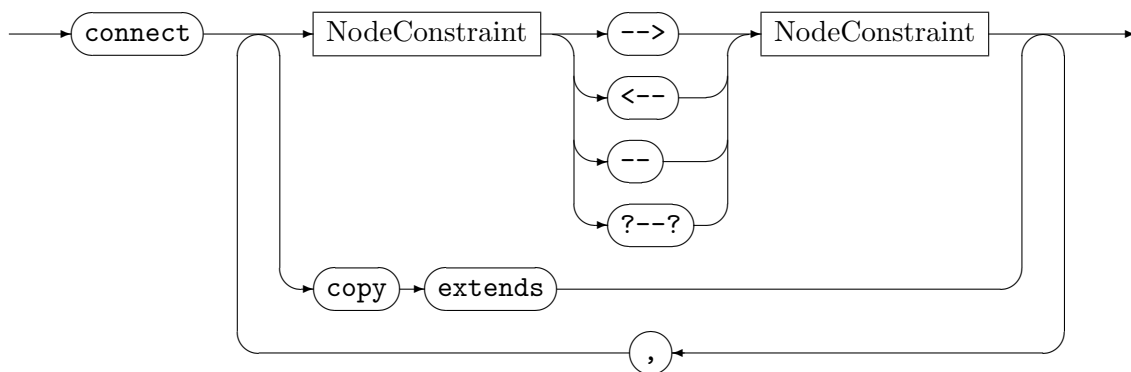 connect NodeConstraint --> NodeConstraint
<--
--
?--?
copy extends
,